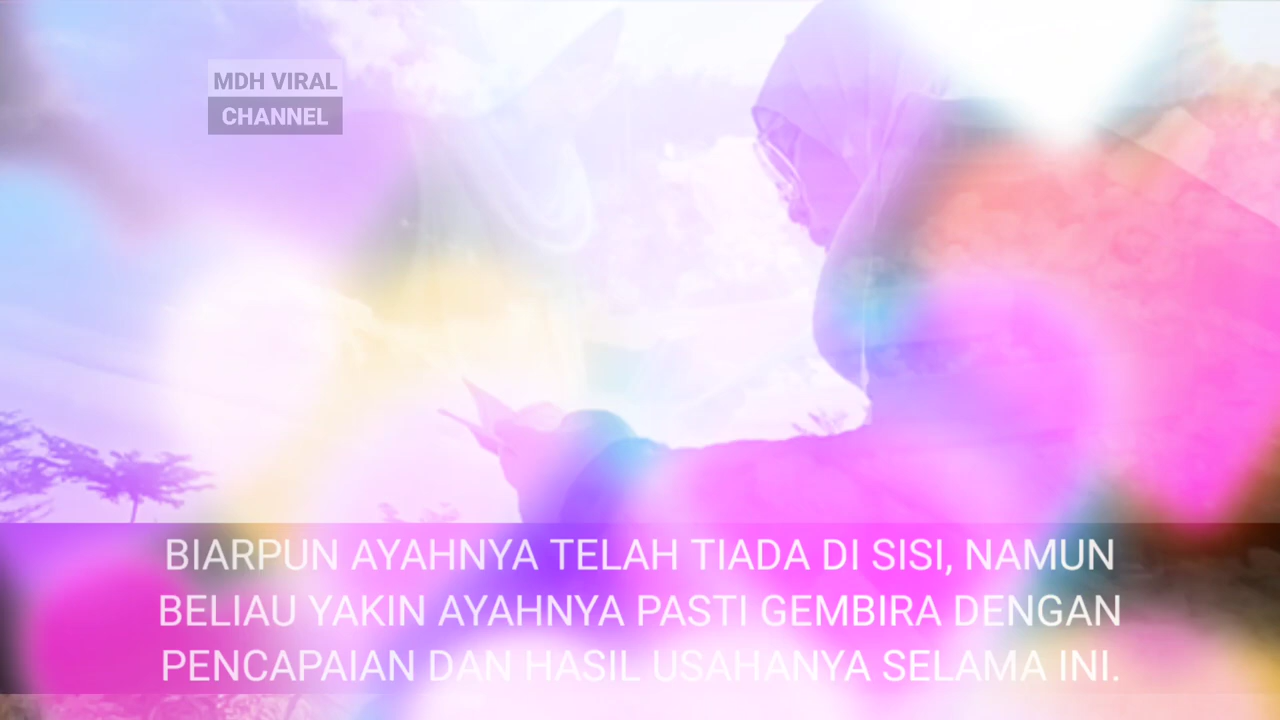 MDH VIRAL
CHANNEL
BIARPUN AYAHNYA TELAH TIADA DI SISI, NAMUN
BELIAU YAKIN AYAHNYA PASTI GEMBIRA DENGAN
PENCAPAIAN DAN HASIL USAHANYA SELAMA INI.